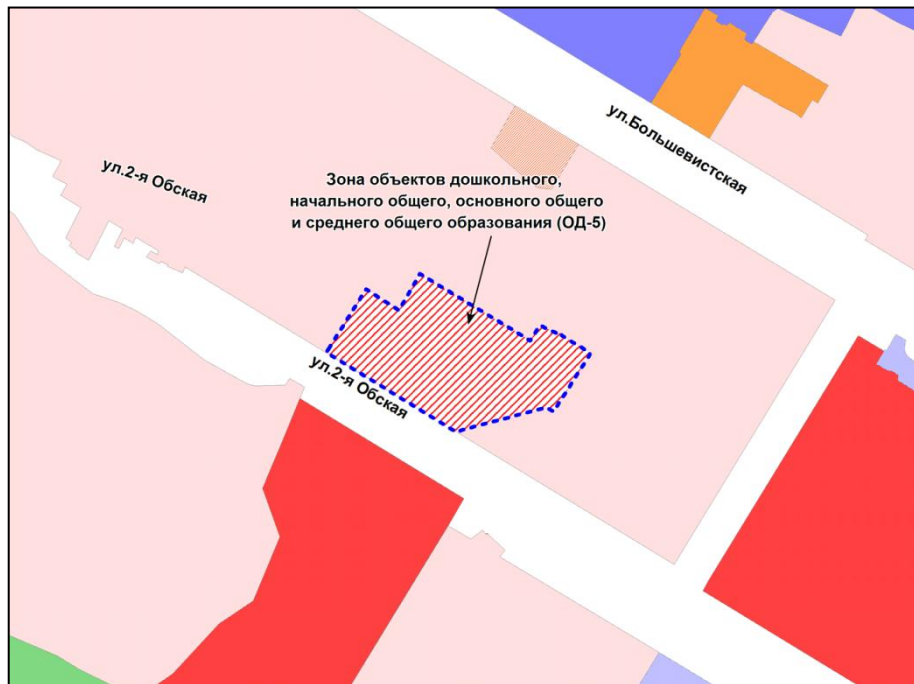 ул.Большевистская
ул.2-я Обская
Зона объектов дошкольного,
начального общего, основного общего
и среднего общего образования (ОД-5)
ул.2-я Обская